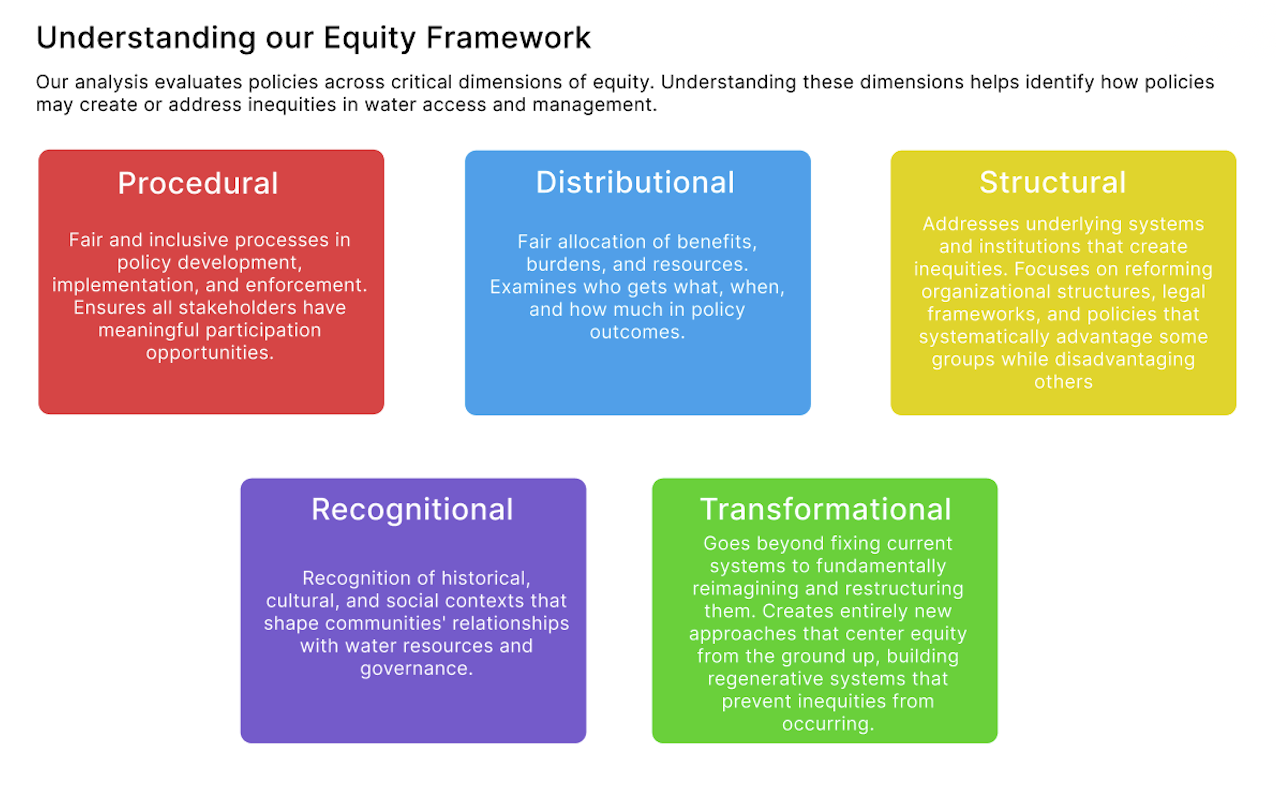 Understanding our Equity Framework
Our analysis evaluates policies across critical dimensions of equity. Understanding these dimensions helps identify how policies
may create or address inequities in water access and management.
Procedural
Fair and inclusive processes in
policy development,
implementation, and enforcement.
Ensures all stakeholders have
meaningful participation
opportunities.
Distributional
Fair allocation of benefits,
burdens, and resources.
Examines who gets what, when,
and how much in policy
outcomes.
Structural
Addresses underlying systems
and institutions that create
inequities. Focuses on reforming
organizational structures, legal
frameworks, and policies that
systematically advantage some
groups while disadvantaging
others
Recognitional
Recognition of historical,
cultural, and social contexts that
shape communities' relationships
with water resources and
governance.
Transformational
Goes beyond fixing current
systems to fundamentally
reimagining and restructuring
them. Creates entirely new
approaches that center equity
from the ground up, building
regenerative systems that
prevent inequities from
occurring.